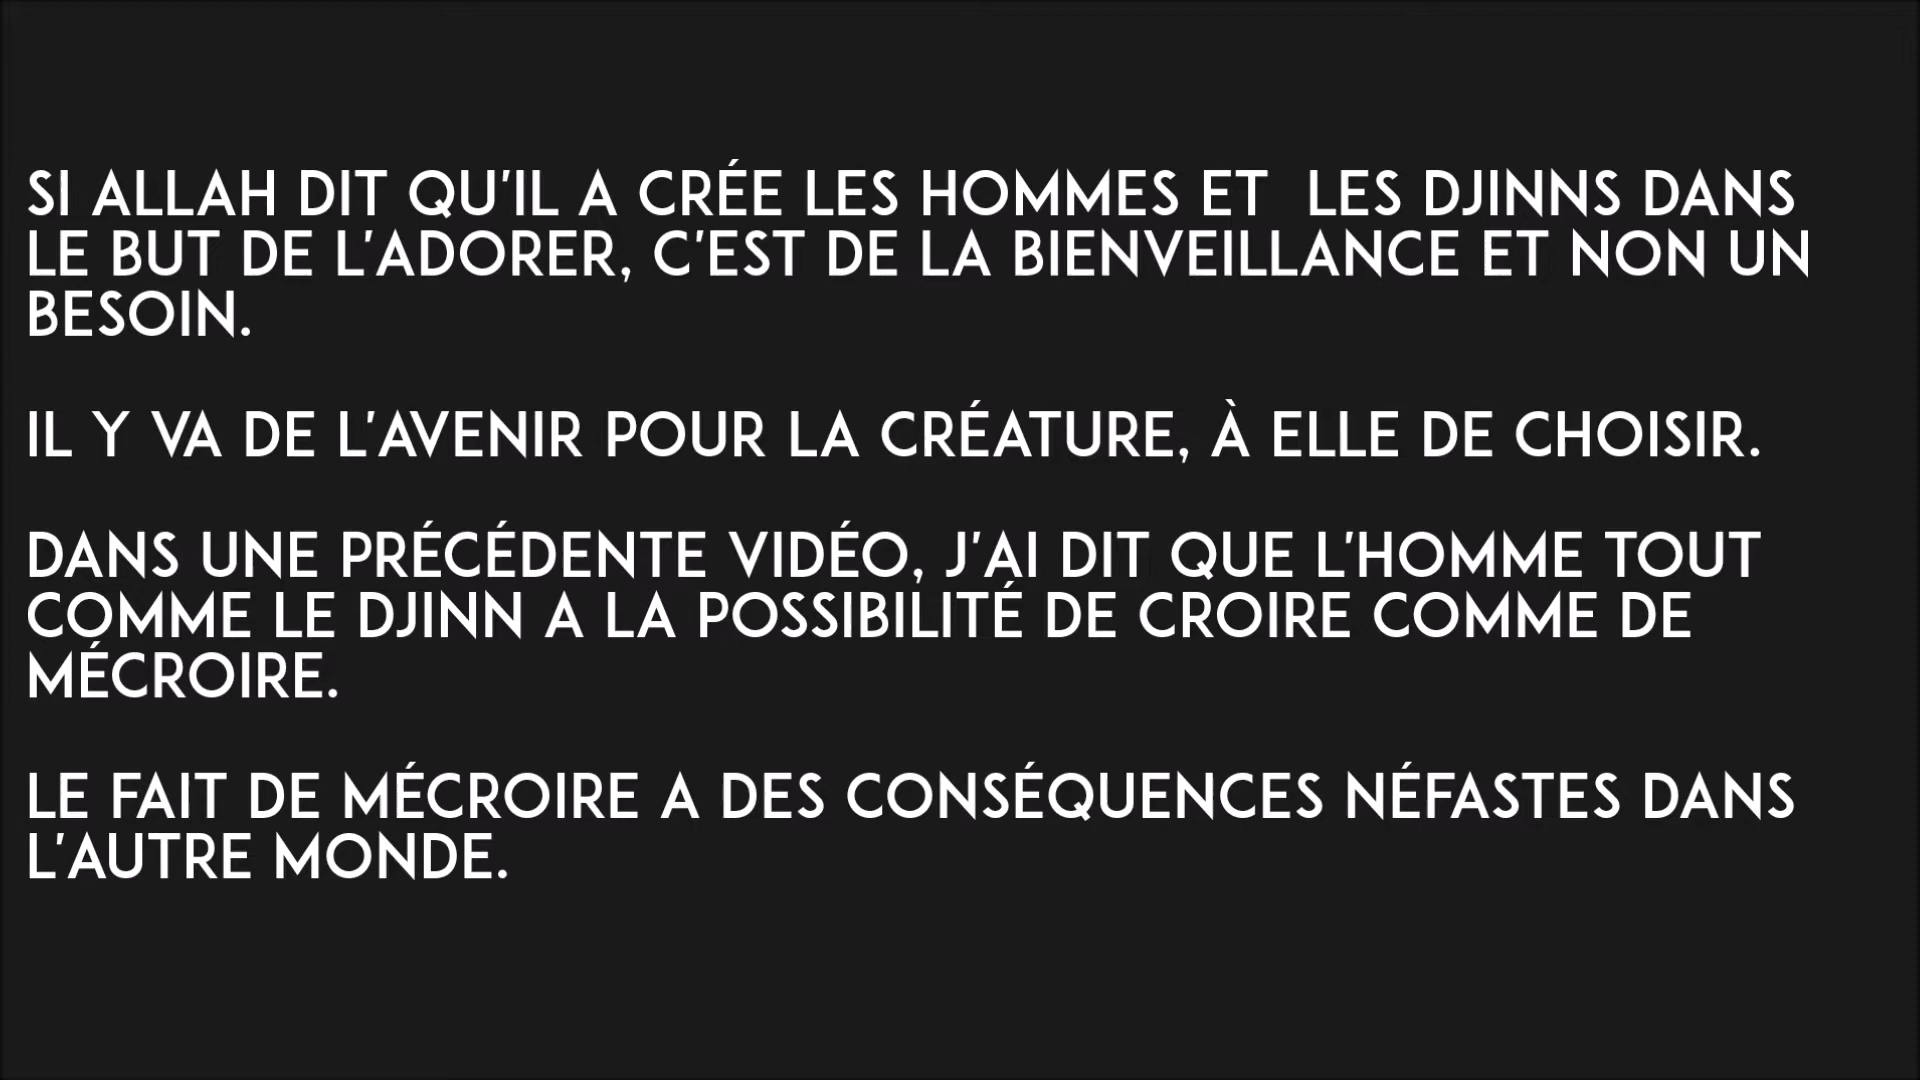 SI ALLAH DIT QU'IL A CRÉE LES HOMMES ET  LES DJINNS DANS
LE BUT DE L'ADORER, C'EST DE LA BIENVEILLANCE ET NON UN
BESOIN.
IL Y VA DE L'AVENIR POUR LA CRÉATURE, À ELLE DE CHOISIR.
DANS UNE PRÉCÉDENTE VIDÉO, J'AI DIT QUE L'HOMME TOUT
COMME LE DJINN A LA POSSIBILITÉ DE CROIRE COMME DE
MÉCROIRE.
LE FAIT DE MÉCROIRE A DES CONSÉQUENCES NÉFASTES DANS
L'AUTRE MONDE.